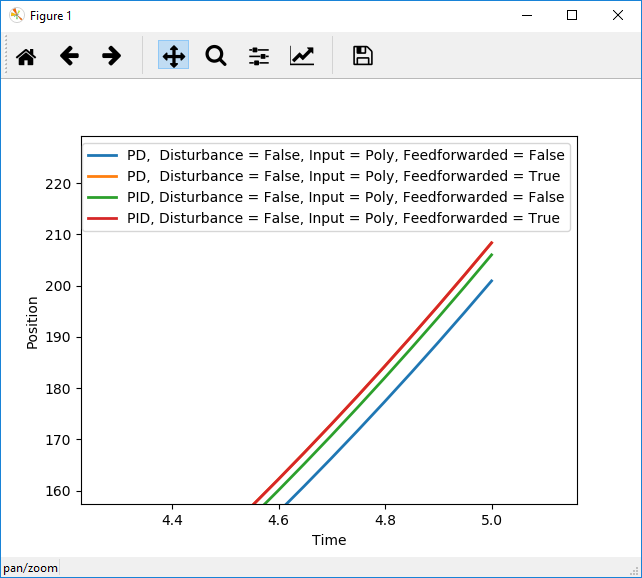 Figure 1
PD,  Disturbance = False, Input = Poly, Feedforwarded = False
PD,  Disturbance = False, Input = Poly, Feedforwarded = True
PID, Disturbance = False, Input = Poly, Feedforwarded = False
PID, Disturbance = False, Input = Poly, Feedforwarded = True
220
210
200
190
180
170
160
Position
4.4
4.6
4.8
5.0
Time
pan/zoom